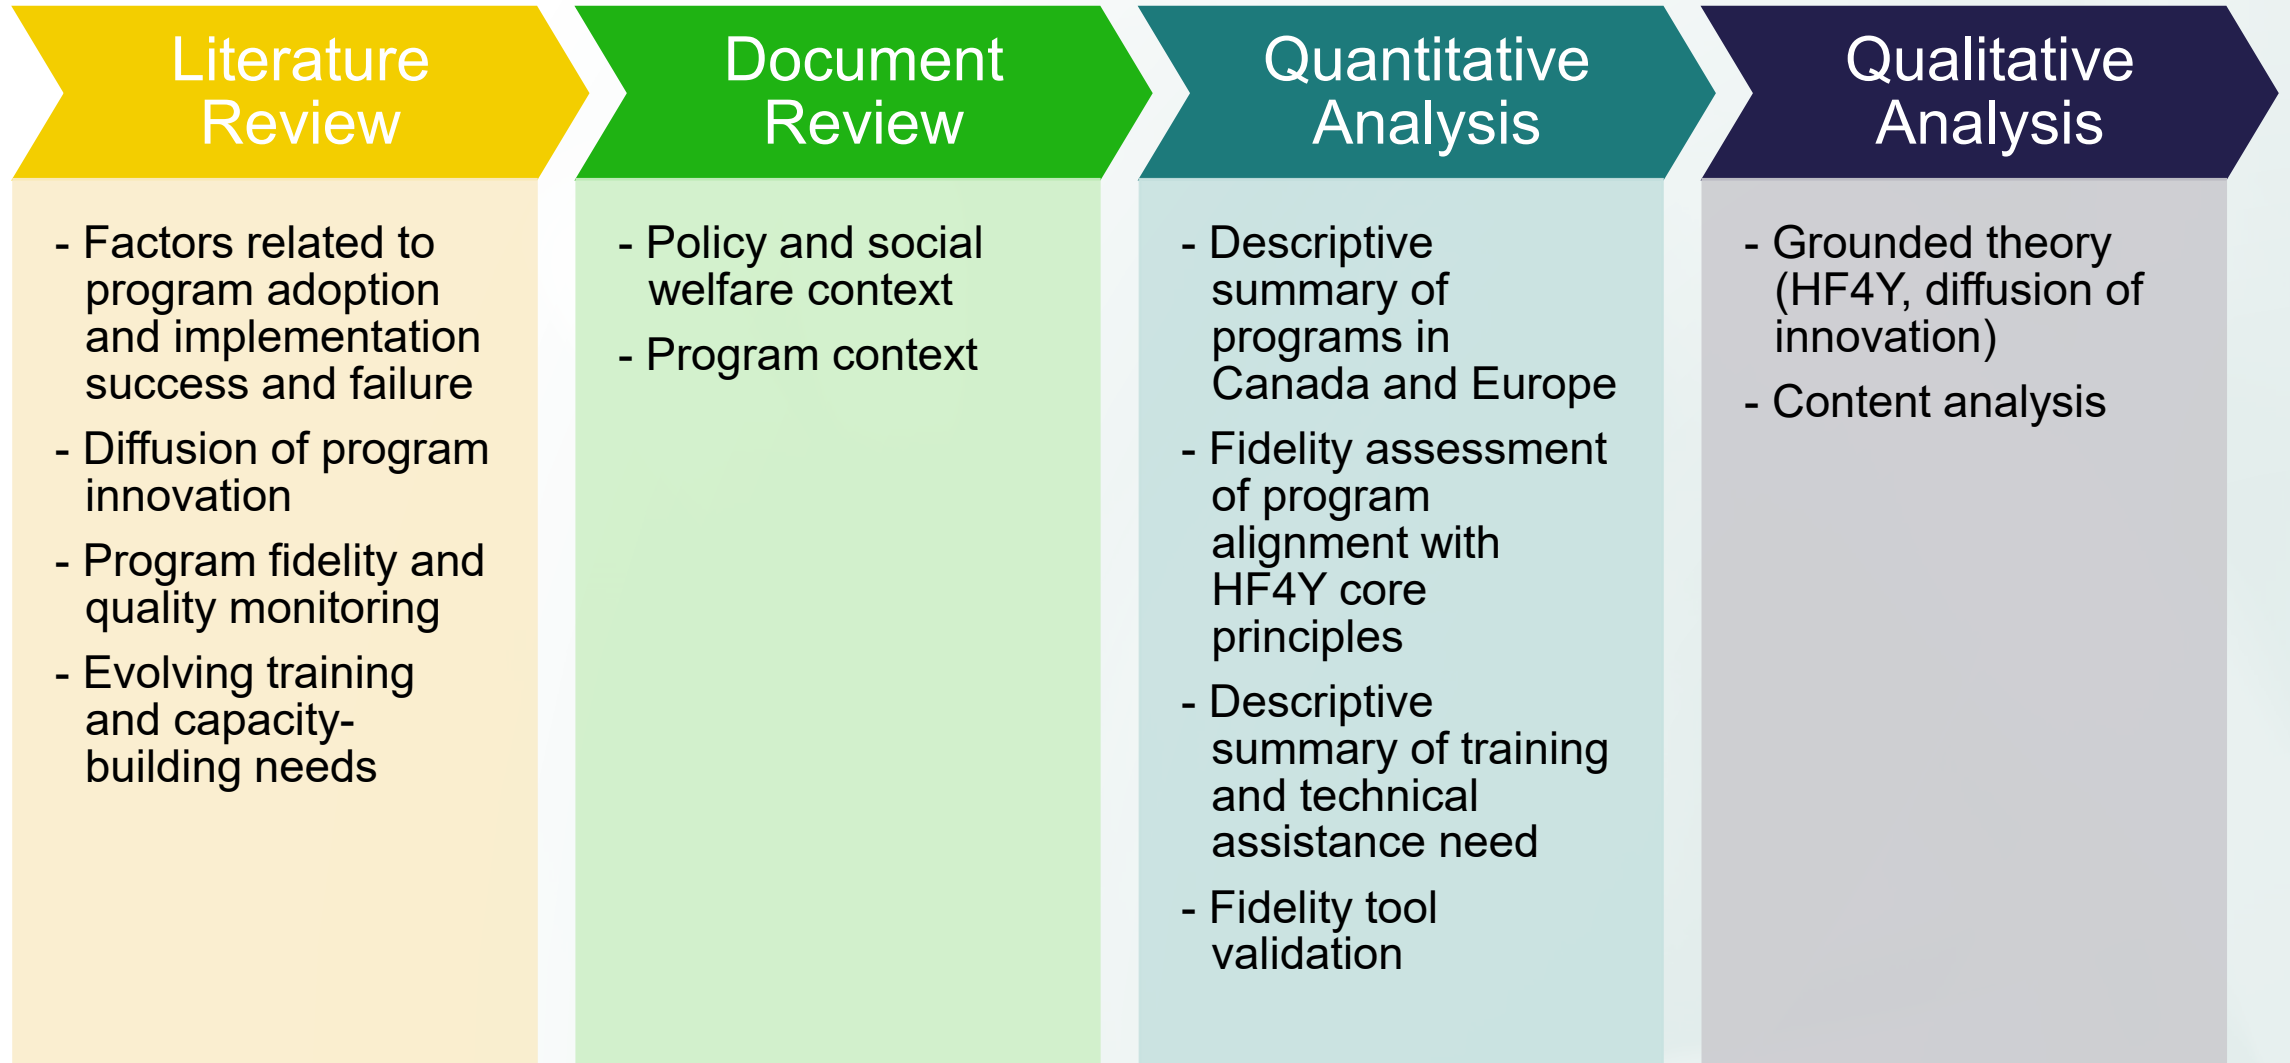 Literature
Review
- Factors related to
program adoption
and implementation
success and failure
- Diffusion of program
innovation
- Program fidelity and
quality monitoring
- Evolving training
and capacity-
building needs
Document
Review
- Policy and social
welfare context
- Program context
Quantitative
Analysis
- Descriptive
summary of
programs in
Canada and Europe
- Fidelity assessment
of program
alignment with
HF4Y core
principles
- Descriptive
summary of training
and technical
assistance need
- Fidelity tool
validation
Qualitative
Analysis
- Grounded theory
(HF4Y, diffusion of
innovation)
- Content analysis